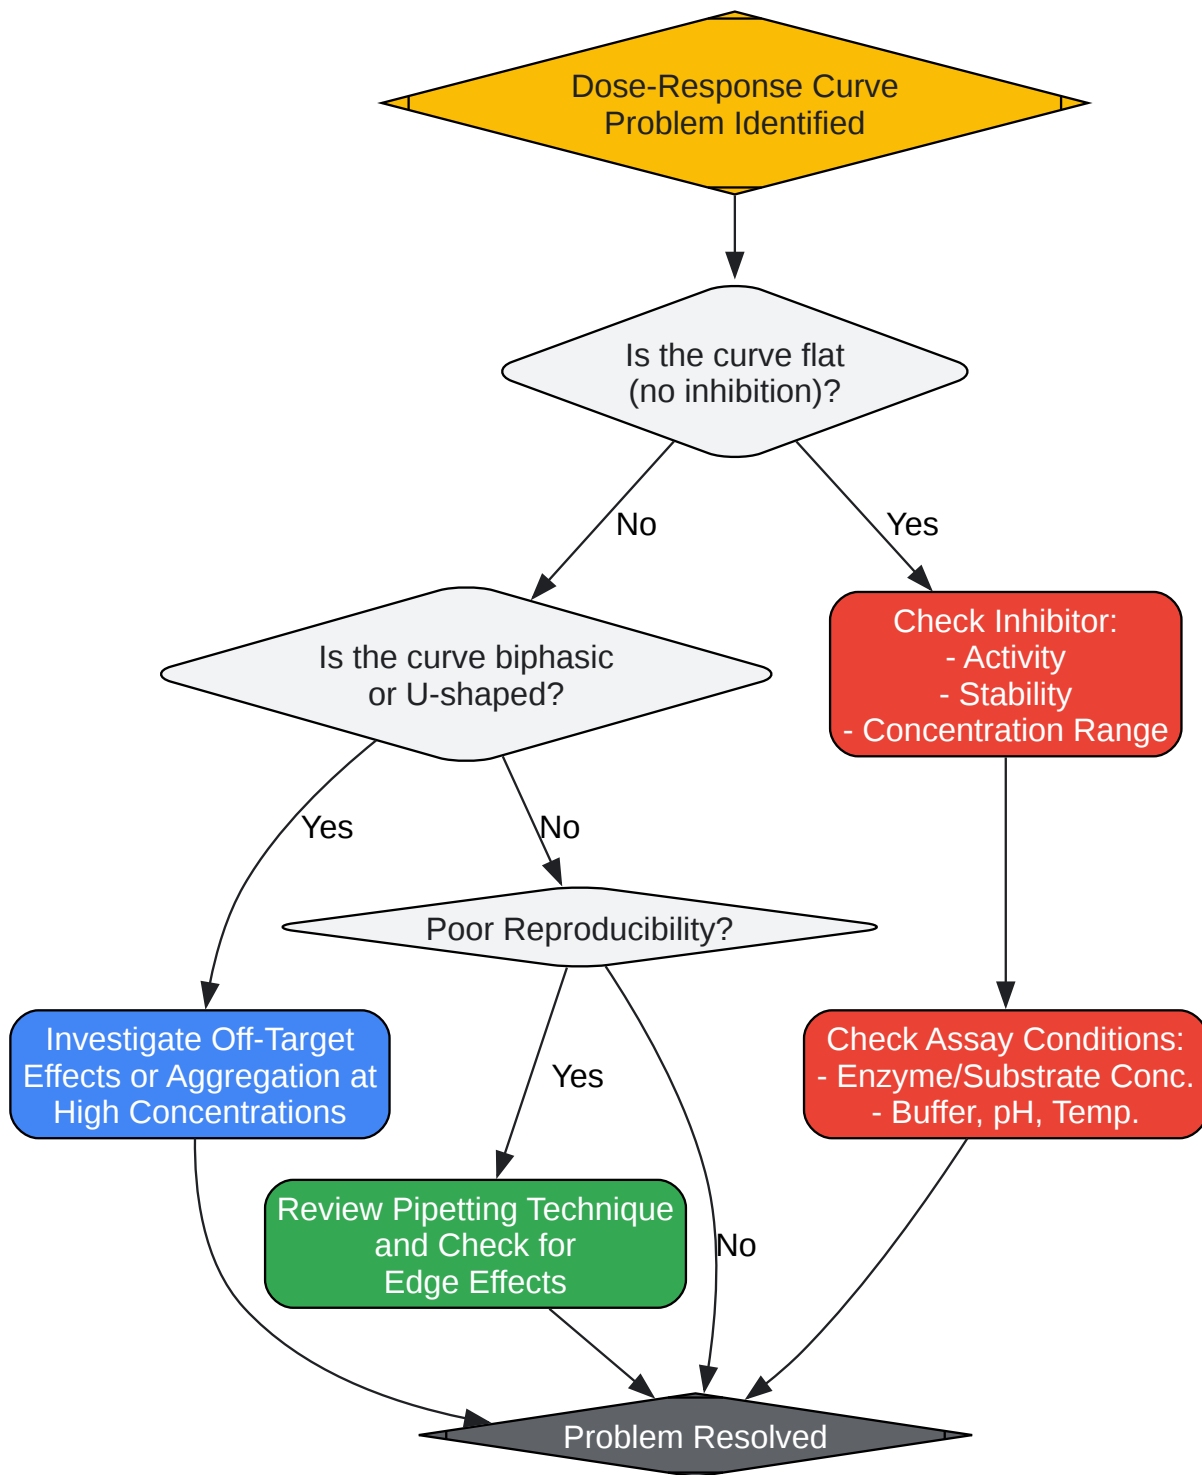 Dose-Response Curve
Problem Identified
Is the curve flat
(no inhibition)?
No
Yes
Is the curve biphasic
or U-shaped?
Check Inhibitor:
- Activity
- Stability
- Concentration Range
Yes
No
Poor Reproducibility?
Investigate Off-Target
Effects or Aggregation at
High Concentrations
Yes
Check Assay Conditions:
- Enzyme/Substrate Conc.
- Buffer, pH, Temp.
Review Pipetting Technique
and Check for
Edge Effects
No
Problem Resolved